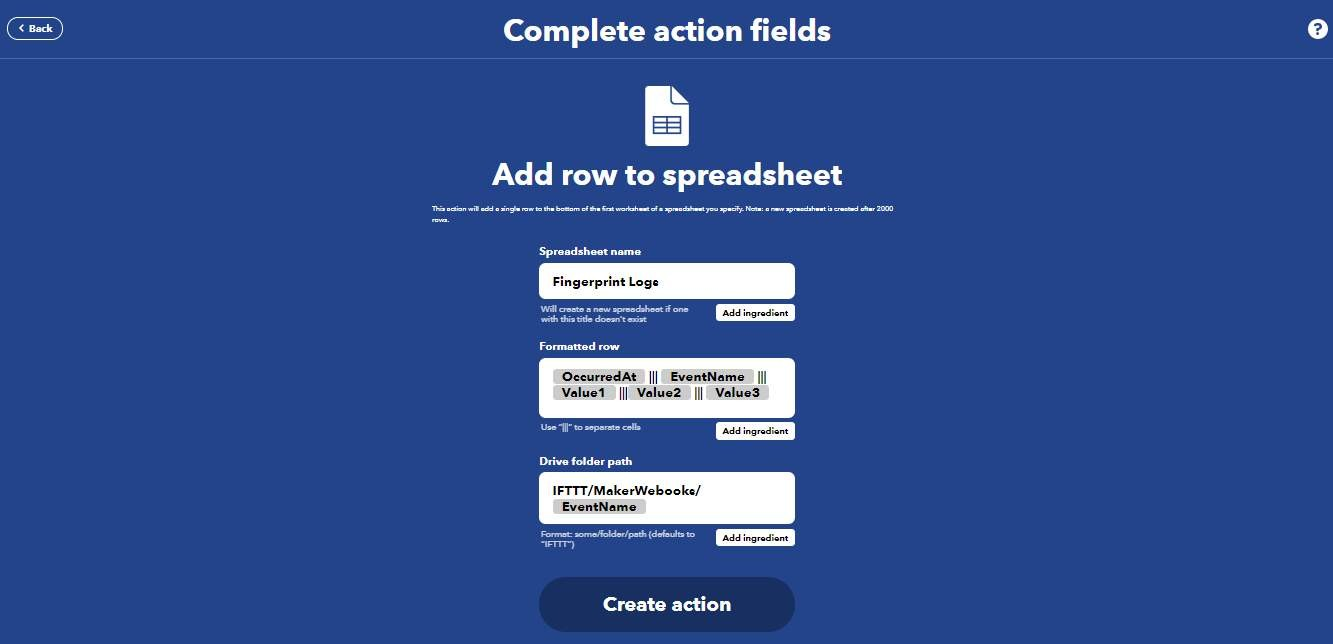 Back
Complete action fields
?
Add row to spreadsheet
This action will add a single row to the bottom of the first worksheet of a spreadsheet you specify. Note: a new spreadsheet is created after 2000
rows.
Spreadsheet name
Fingerprint Logs
Will create a new spreadsheet if one
with this title doesn't exist
Add ingredient
Formatted row
OccurredAt ||| EventName |||
Value1 ||| Value2 ||| Value3
Use "|||" to separate cells
Add ingredient
Drive folder path
IFTTT/MakerWebooks/
EventName
Format: some/folder/path (defaults to
"IFTTT")
Add ingredient
Create action